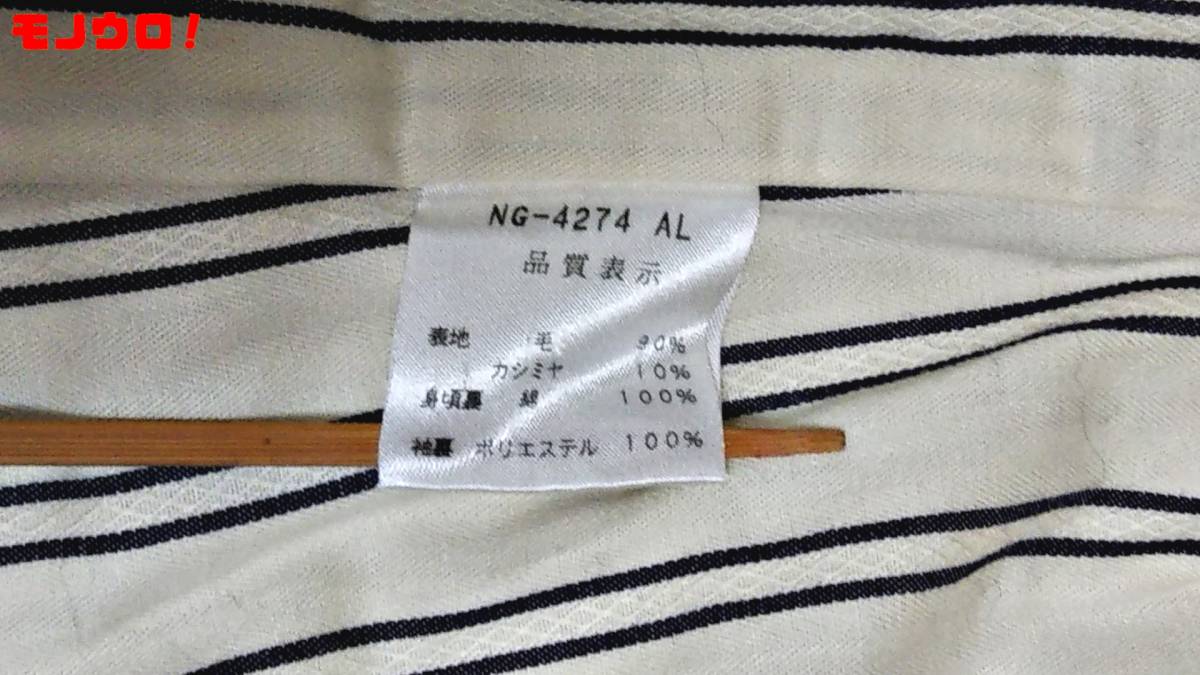 モノウロ！
NG-4274 AL
品質表示
表地 毛 90%
カシミヤ 10%
身頃裏 綿 100%
袖裏 ポリエステル 100%